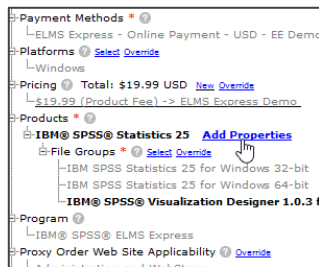 Payment Methods * ?
ELMS Express - Online Payment - USD - EE Demo
Platforms ? Select Override
Windows
Pricing ? Total: $19.99 USD New Override
$19.99 (Product Fee) -> ELMS Express Demo
Products * ?
IBM® SPSS® Statistics 25 Add Properties
File Groups * ? Select Override
IBM SPSS Statistics 25 for Windows 32-bit
IBM SPSS Statistics 25 for Windows 64-bit
IBM® SPSS® Visualization Designer 1.0.3 f
Program ?
IBM® SPSS® ELMS Express
Proxy Order Web Site Applicability ? Override